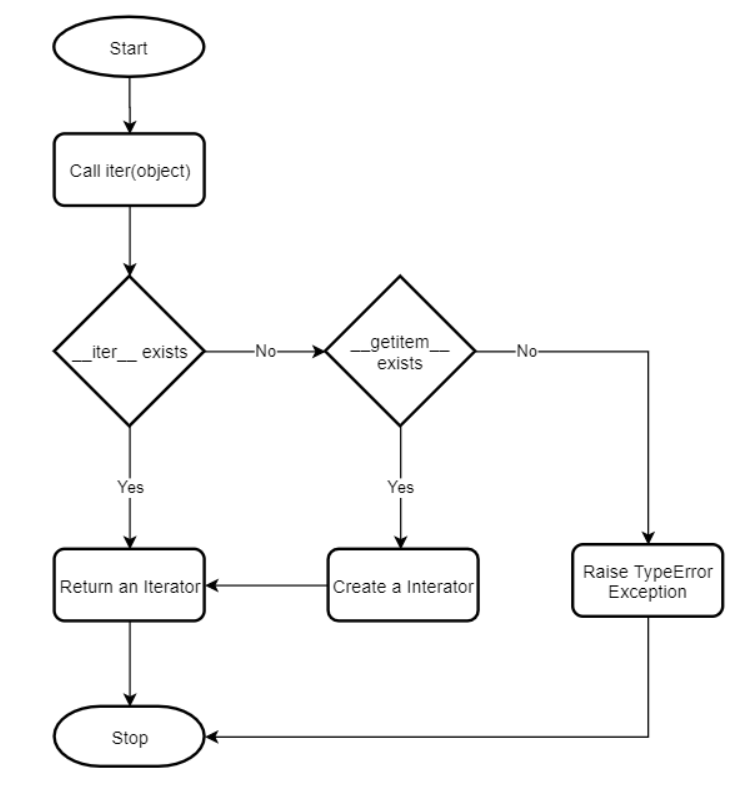 Start
Call iter(object)
__iter__ exists
No
__getitem__
exists
No
Yes
Yes
Return an Iterator
Create a Interator
Raise TypeError
Exception
Stop